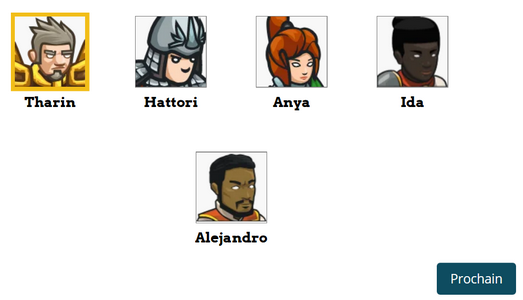 Tharin
Hattori
Anya
Ida
Alejandro
Prochain